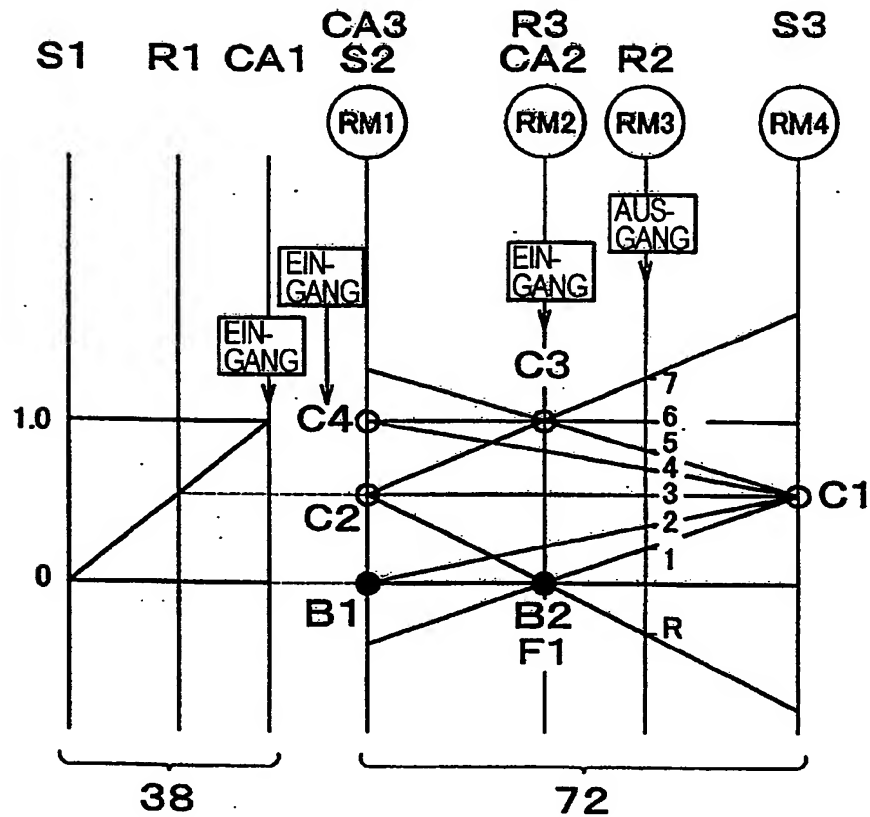 CA3 R3 S3
S1 R1 CA1 S2 CA2 R2
RM1 RM2 RM3 RM4
AUS-
GANG
EIN-
GANG
EIN-
GANG
EIN-
GANG
C3
7
1.0
C4
6
5
4
C2
3
C1
2
0
1
B1
B2
F1
R
38
72